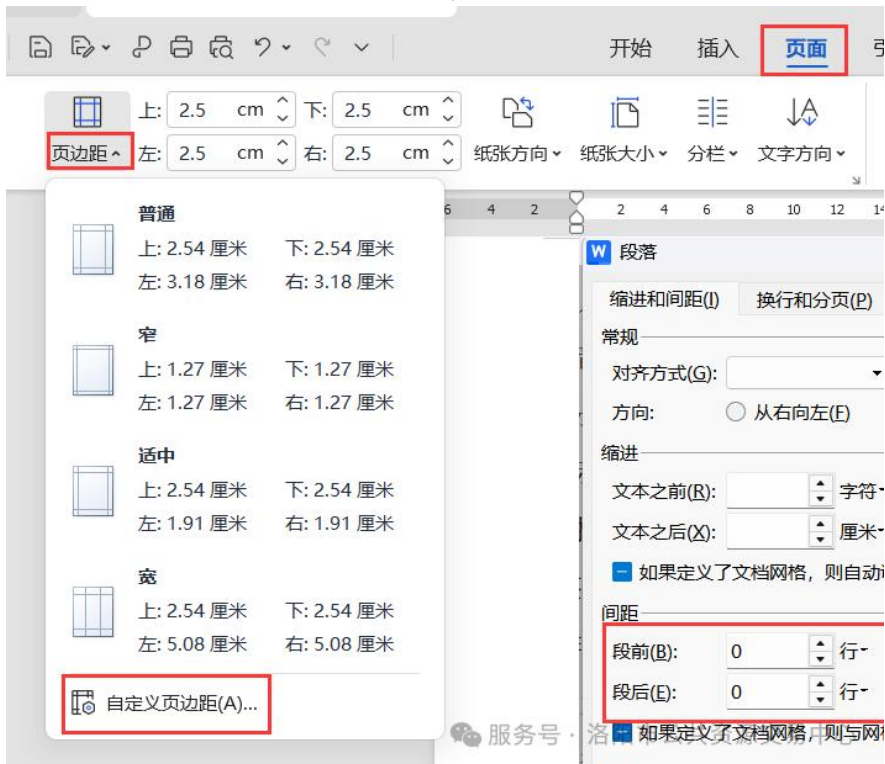 开始 插入 页面
上: 2.5 cm 下: 2.5 cm
页边距 左: 2.5 cm 右: 2.5 cm 纸张方向 纸张大小 分栏 文字方向
6 4 2 2 4 6 8 10 12 14
普通
上: 2.54 厘米 下: 2.54 厘米
左: 3.18 厘米 右: 3.18 厘米
窄
上: 1.27 厘米 下: 1.27 厘米
左: 1.27 厘米 右: 1.27 厘米
适中
上: 2.54 厘米 下: 2.54 厘米
左: 1.91 厘米 右: 1.91 厘米
宽
上: 2.54 厘米 下: 2.54 厘米
左: 5.08 厘米 右: 5.08 厘米
自定义页边距(A)...
W 段落
缩进和间距(I) 换行和分页(P)
常规
对齐方式(G):
方向: 从右向左(F)
缩进
文本之前(R): 字符
文本之后(X): 厘米
如果定义了文档网格，则自动
间距
段前(B): 0 行
段后(E): 0 行
如果定义了文档网格，则与网
服务号 · 洛阳市公共资源交易中心